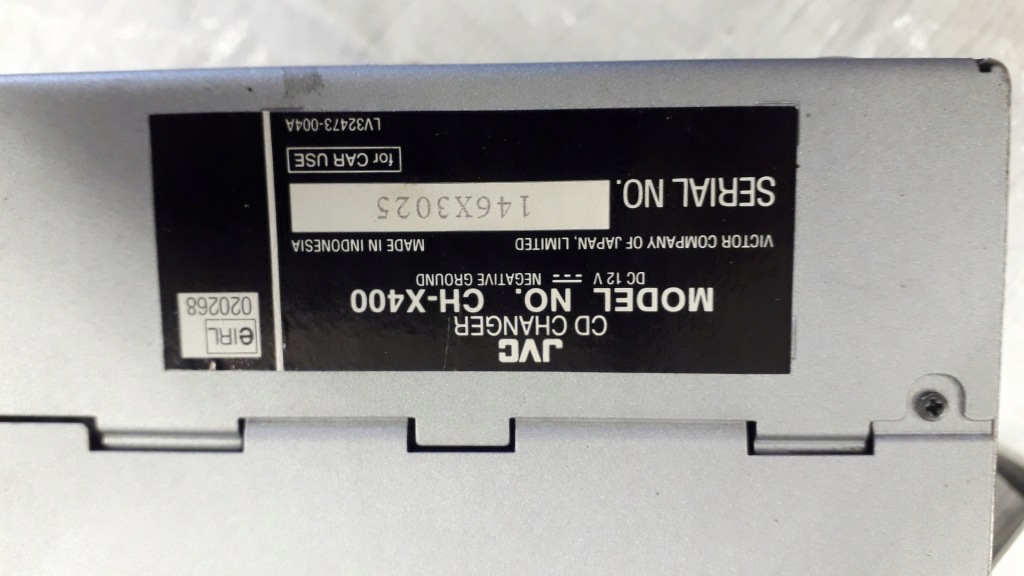 JVC
CD CHANGER
MODEL NO. CH-X400
DC 12 V ⎓ NEGATIVE GROUND
VICTOR COMPANY OF JAPAN, LIMITED MADE IN INDONESIA
SERIAL NO. 146X3025
for CAR USE
LV32473-004A
eIRL
020268